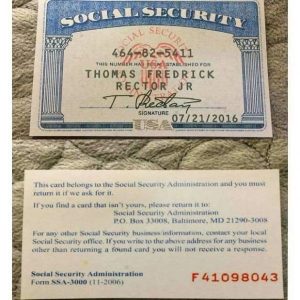 SOCIAL SECURITY
464-82-5411
THIS NUMBER HAS BEEN ESTABLISHED FOR
THOMAS FREDRICK
RECTOR JR
SIGNATURE
USA 07/21/2016
This card belongs to the Social Security Administration and you must
return it if we ask for it.
If you find a card that isn't yours, please return it to:
Social Security Administration
P.O. Box 33008, Baltimore, MD 21290-3008
For any other Social Security business/information, contact your local
Social Security office. If you write to the above address for any business
other than returning a found card you will not receive a response.
Social Security Administration
Form SSA-3000 (11-2006)
F41098043